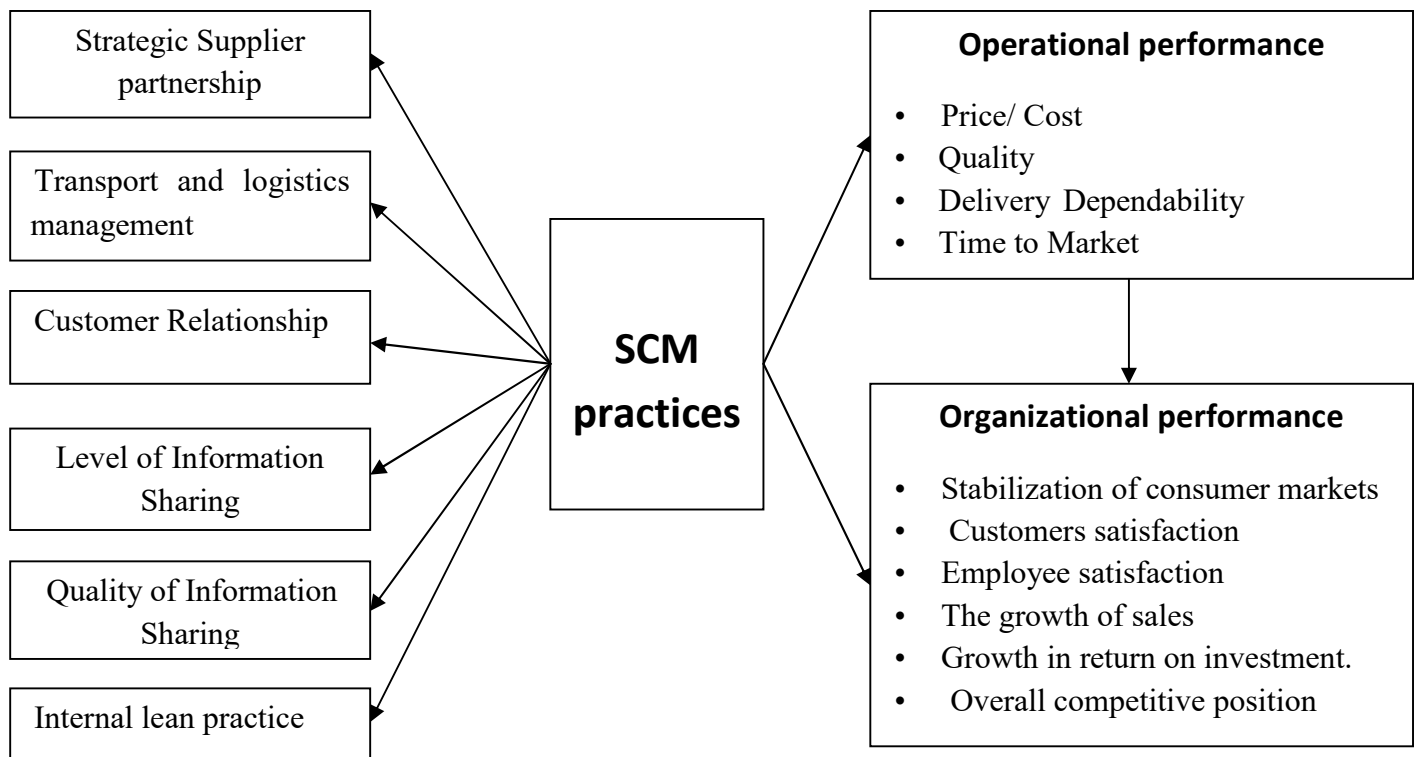 Strategic Supplier
partnership
Transport and logistics
management
Customer Relationship
Level of Information
Sharing
Quality of Information
Sharing
Internal lean practice
SCM
practices
Operational performance
• Price/ Cost
• Quality
• Delivery Dependability
• Time to Market
Organizational performance
• Stabilization of consumer markets
• Customers satisfaction
• Employee satisfaction
• The growth of sales
• Growth in return on investment.
• Overall competitive position